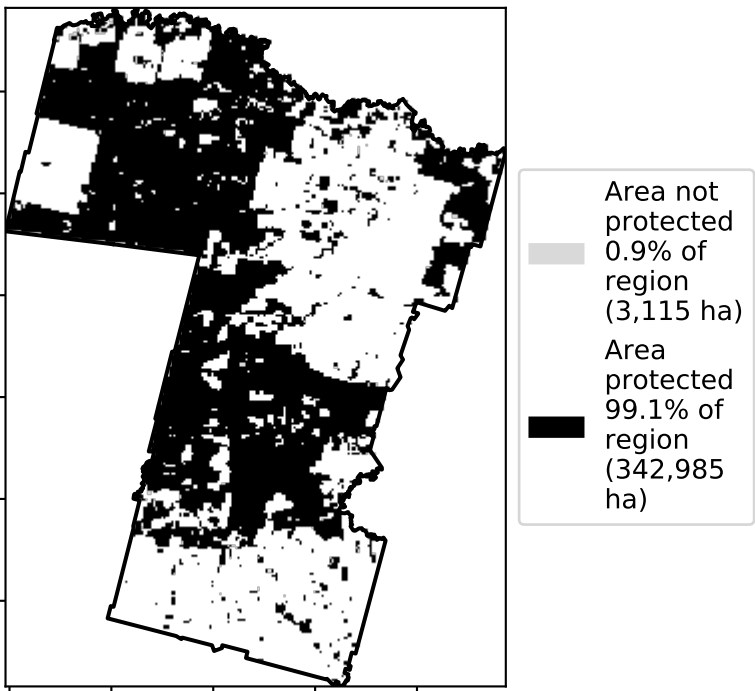 Area not
protected
0.9% of
region
(3,115 ha)
Area
protected
99.1% of
region
(342,985
ha)